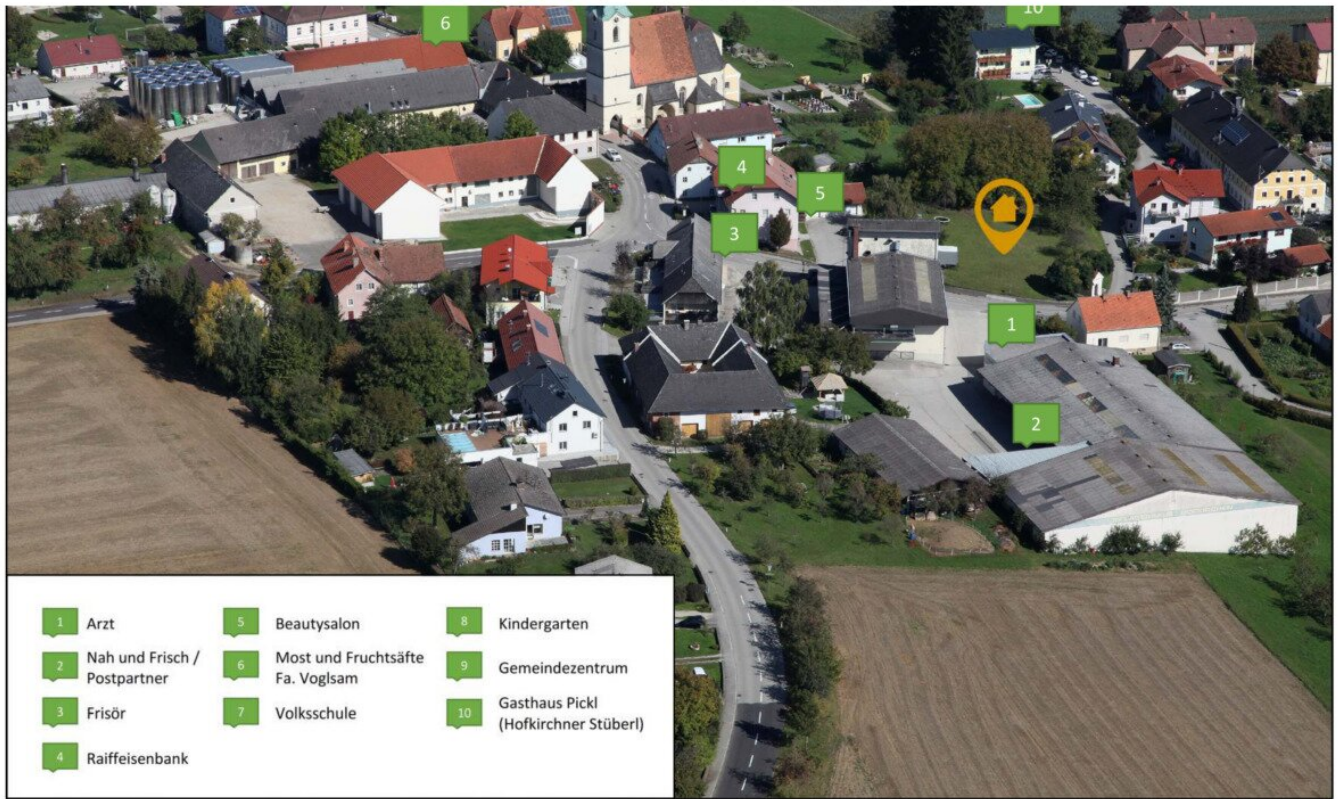 10
6
4
5
3
1
2
1 Arzt
2 Nah und Frisch /
Postpartner
3 Frisör
4 Raiffeisenbank
5 Beautysalon
6 Most und Fruchtsäfte
Fa. Voglsam
7 Volksschule
8 Kindergarten
9 Gemeindezentrum
10 Gasthaus Pickl
(Hofkirchner Stüberl)